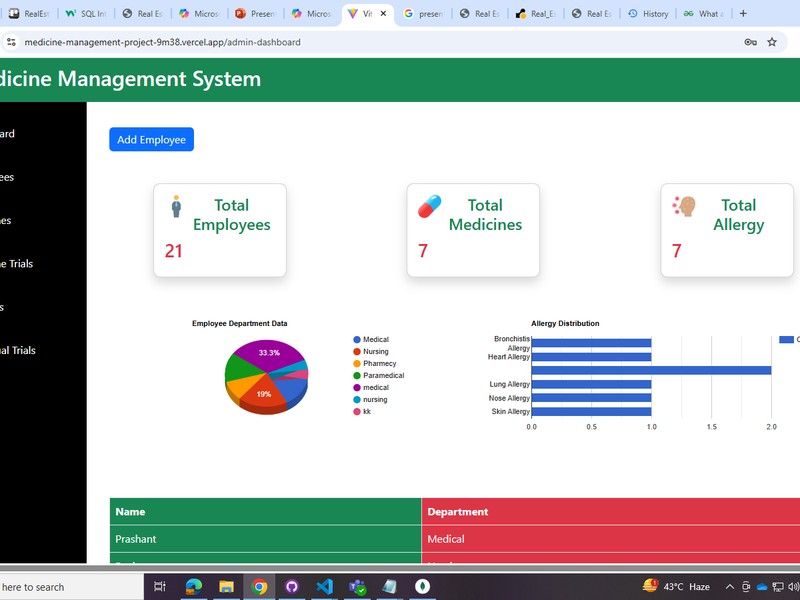 RealEst
SQL In
Real Es
Micros
Presen
Micros
Vit
presen
Real Es
Real_Es
Real Es
History
What a
medicine-management-project-9m38.vercel.app/admin-dashboard
dicine Management System
ard
ees
es
e Trials
s
al Trials
Add Employee
Total Employees
21
Total Medicines
7
Total Allergy
7
Employee Department Data
33.3%
19%
Medical
Nursing
Pharmecy
Paramedical
medical
nursing
kk
Allergy Distribution
Bronchistis Allergy
Heart Allergy
Lung Allergy
Nose Allergy
Skin Allergy
0.0 0.5 1.0 1.5 2.0
Name Department
Prashant Medical
here to search
43°C Haze